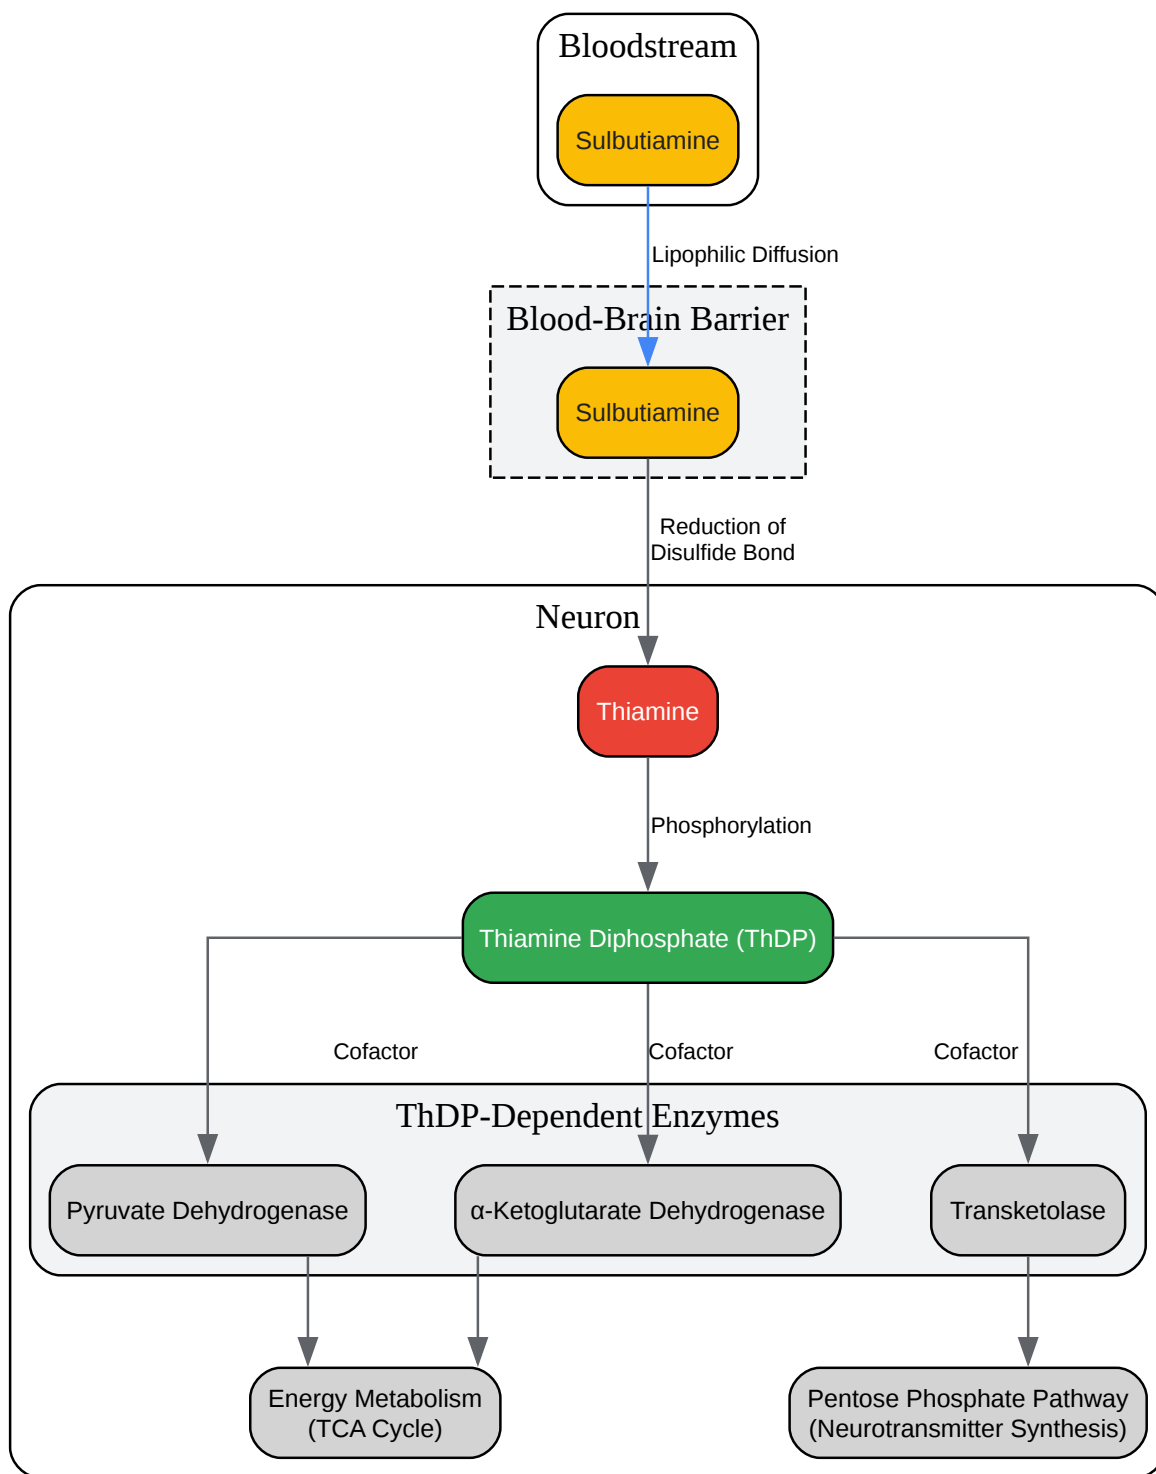 Bloodstream
Sulbutiamine
Lipophilic Diffusion
Blood-Brain Barrier
Sulbutiamine
Reduction of
Disulfide Bond
Neuron
Thiamine
Phosphorylation
Thiamine Diphosphate (ThDP)
Cofactor
Cofactor
Cofactor
ThDP-Dependent Enzymes
Pyruvate Dehydrogenase
α-Ketoglutarate Dehydrogenase
Transketolase
Energy Metabolism
(TCA Cycle)
Pentose Phosphate Pathway
(Neurotransmitter Synthesis)